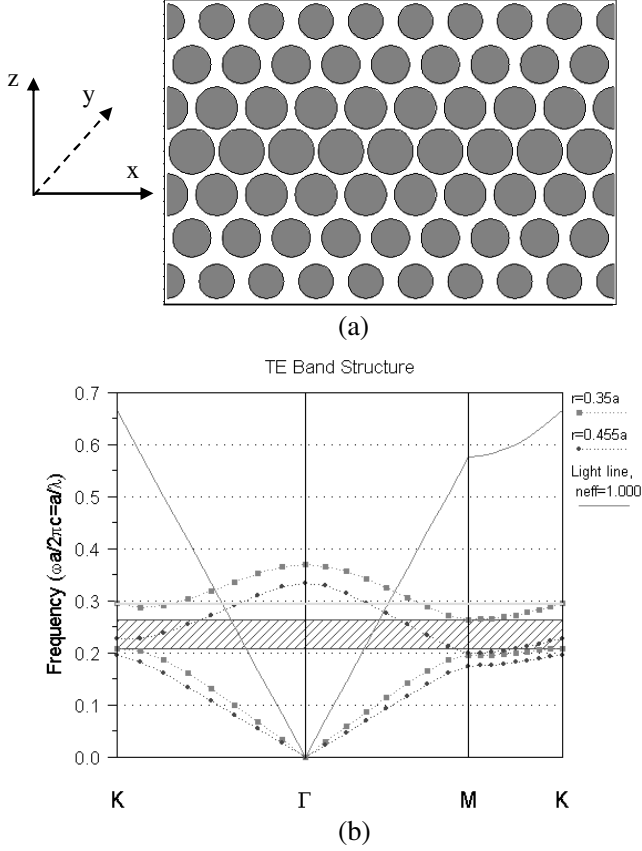 z
y
x
(a)
TE Band Structure
0.7
0.6
0.5
0.4
0.3
0.2
0.1
0.0
Frequency (ωa/2πc=a/λ)
K
Γ
M
K
r=0.35a
r=0.455a
Light line,
neff=1.000
(b)